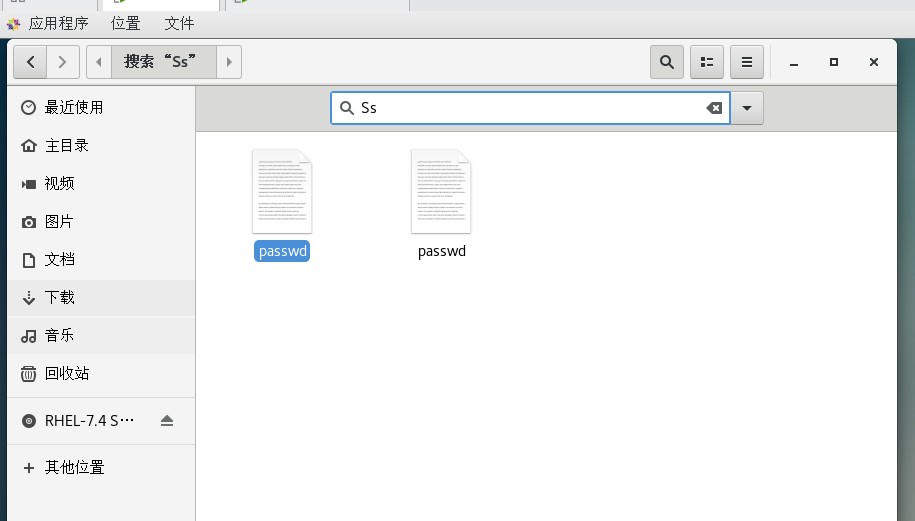 应用程序 位置 文件
搜索“Ss”
Ss
最近使用
主目录
视频
图片
文档
下载
音乐
回收站
RHEL-7.4 S…
其他位置
passwd passwd